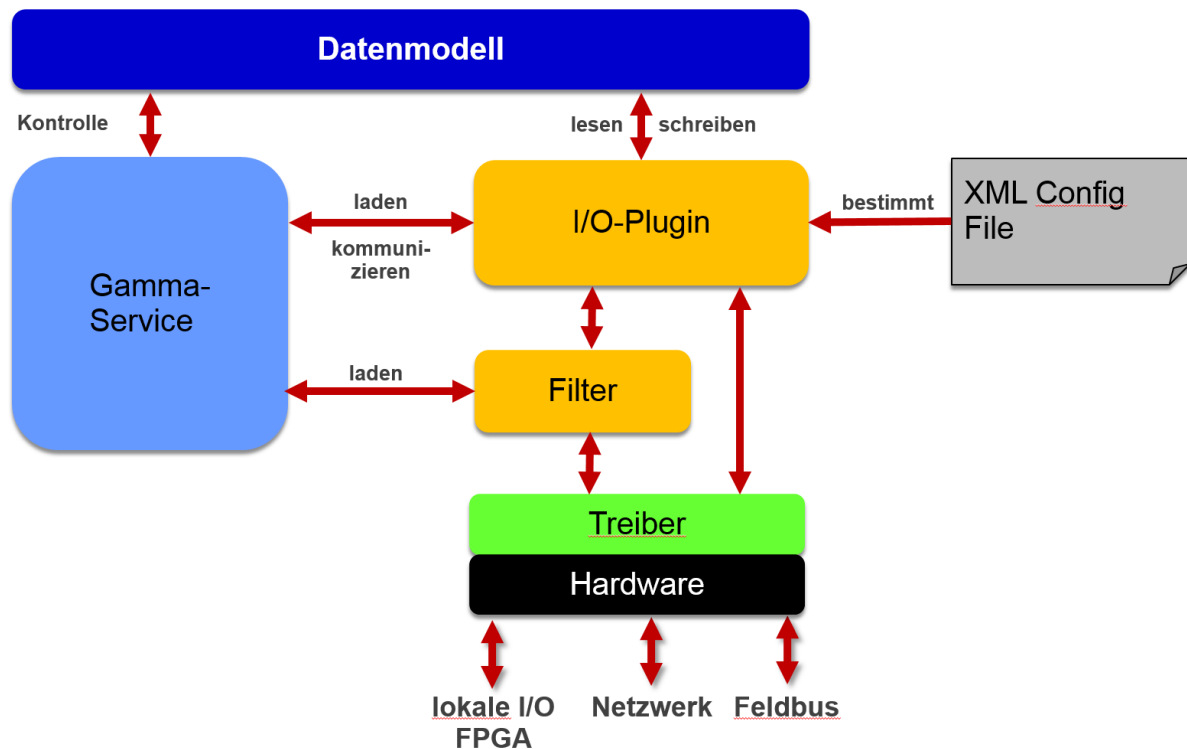 Datenmodell
Kontrolle
lesen
schreiben
laden
kommuni-
zieren
I/O-Plugin
bestimmt
XML Config
File
Gamma-
Service
laden
Filter
Treiber
Hardware
lokale I/O
FPGA
Netzwerk
Feldbus